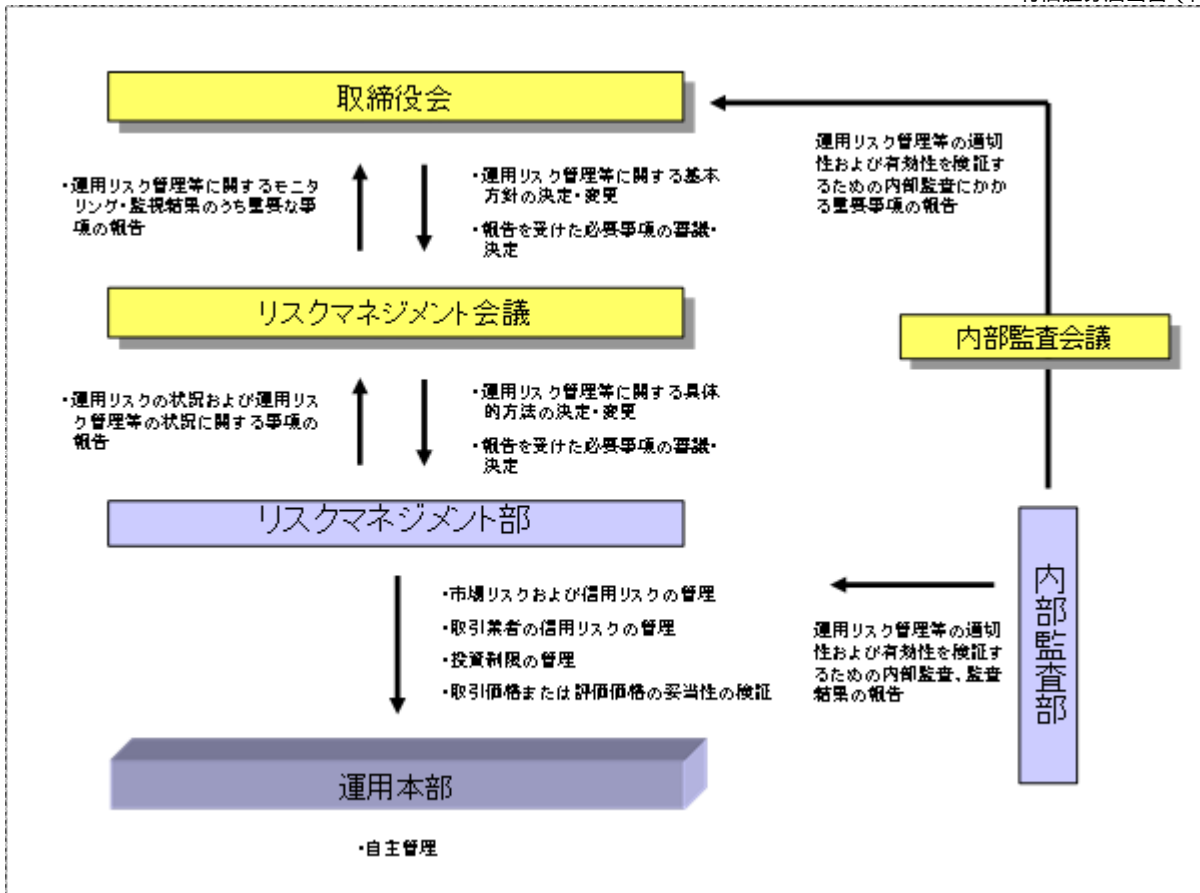 取締役会
・運用リスク管理等に関するモニタ
リング・監視結果のうち重要な事
項の報告
・運用リスク管理等に関する基本
方針の決定・変更
・報告を受けた必要事項の審議・
決定
運用リスク管理等の適切
性および有効性を検証す
るための内部監査にかか
る重要事項の報告
リスクマネジメント会議
内部監査会議
・運用リスクの状況および運用リス
ク管理等の状況に関する事項の
報告
・運用リスク管理等に関する具体
的方法の決定・変更
・報告を受けた必要事項の審議・
決定
リスクマネジメント部
・市場リスクおよび信用リスクの管理
・取引業者の信用リスクの管理
・投資制限の管理
・取引価格または評価価格の妥当性の検証
運用リスク管理等の適切
性および有効性を検証す
るための内部監査、監査
結果の報告
内部監査部
運用本部
・自主管理